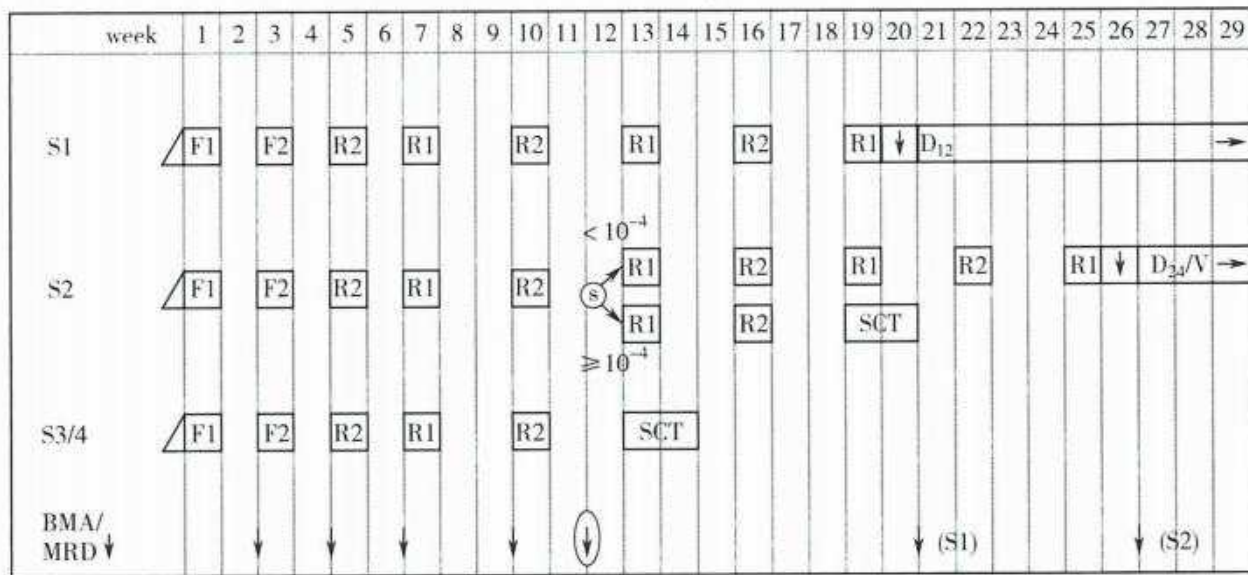 week 1 2 3 4 5 6 7 8 9 10 11 12 13 14 15 16 17 18 19 20 21 22 23 24 25 26 27 28 29
S1 F1 F2 R2 R1 R2 R1 R2 R1 ↓ D₁₂ →
< 10⁻⁴
R1 R2 R1 R2 R1 ↓ D₂₄/V →
S2 F1 F2 R2 R1 R2 s
R1 R2 SCT
≧ 10⁻⁴
S3/4 F1 F2 R2 R1 R2 SCT
BMA/
MRD ↓ ↓ ↓ ↓ ↓ ↓ ↓ (S1) ↓ (S2)